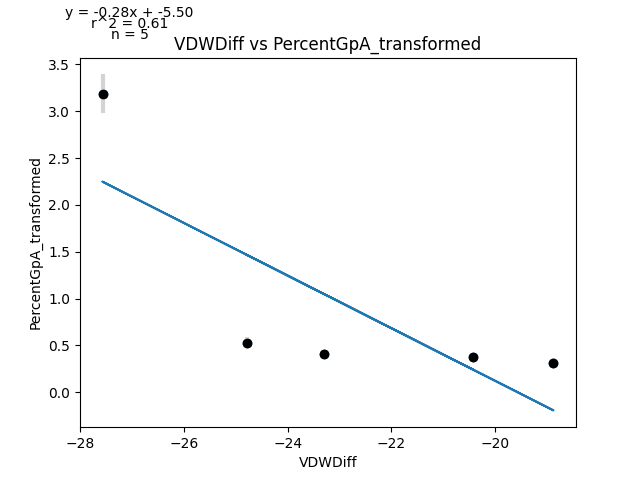 y = -0.28x + -5.50
r^2 = 0.61
n = 5
VDWDiff vs PercentGpA_transformed
3.5
3.0
2.5
2.0
1.5
1.0
0.5
0.0
PercentGpA_transformed
−28
−26
−24
−22
−20
VDWDiff